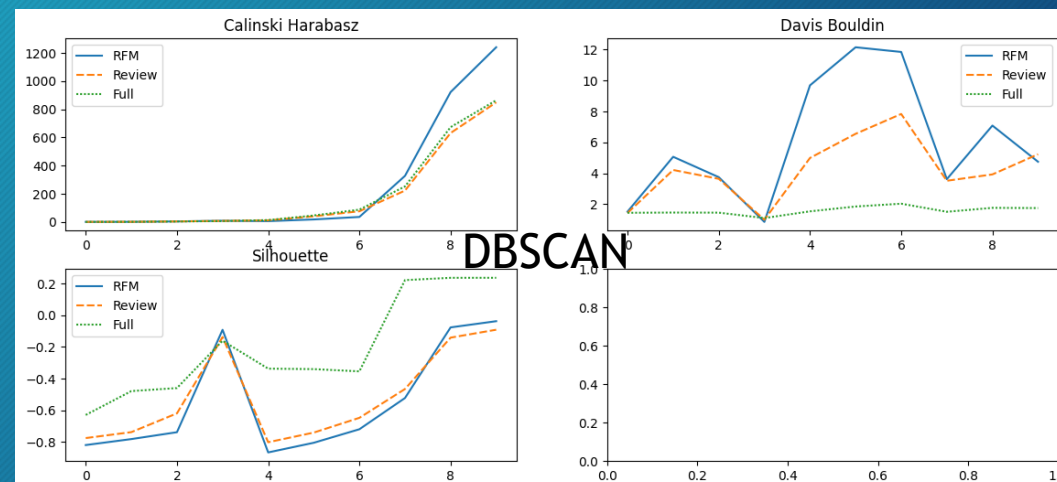 Calinski Harabasz
1200
1000
800
600
400
200
0
RFM
Review
Full
0 2 4 6 8
Davis Bouldin
12
10
8
6
4
2
RFM
Review
Full
0 2 4 6 8
DBSCAN
Silhouette
0.2
0.0
−0.2
−0.4
−0.6
−0.8
RFM
Review
Full
0 2 4 6 8
1.0
0.8
0.6
0.4
0.2
0.0
0.0 0.2 0.4 0.6 0.8